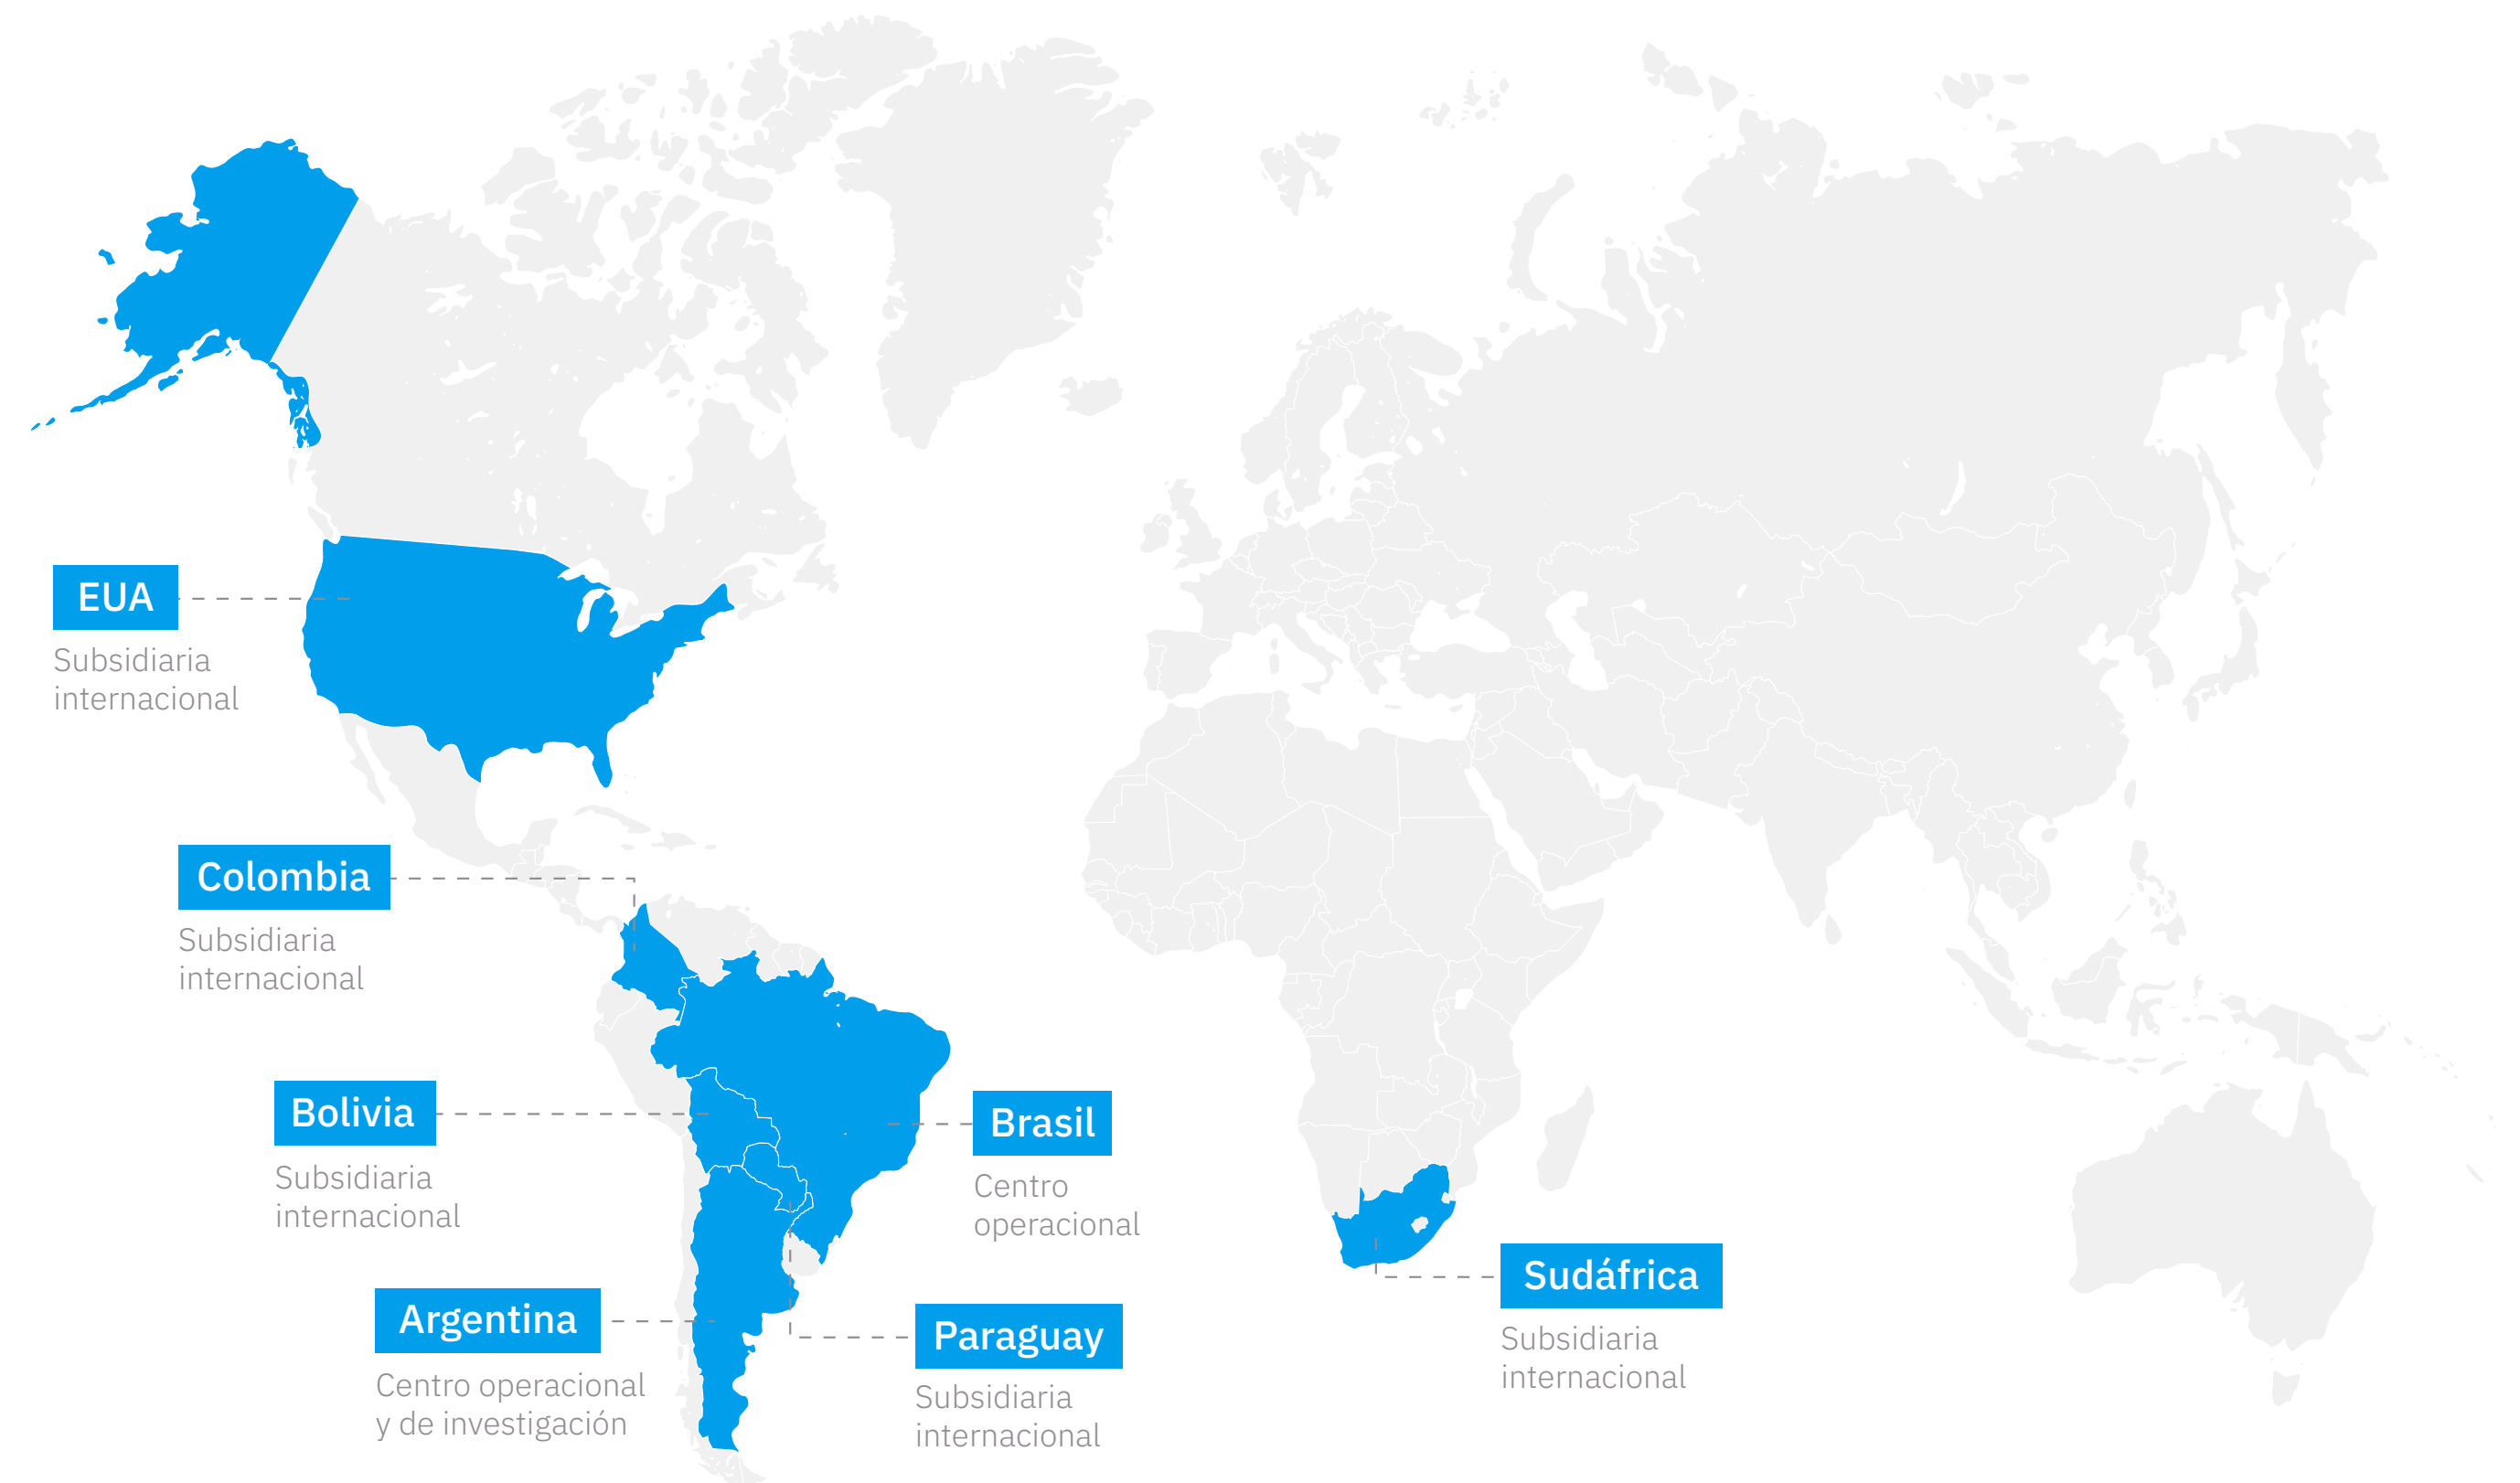 EUA
Subsidiaria
internacional
Colombia
Subsidiaria
internacional
Bolivia
Subsidiaria
internacional
Brasil
Centro
operacional
Argentina
Centro operacional
y de investigación
Paraguay
Subsidiaria
internacional
Sudáfrica
Subsidiaria
internacional